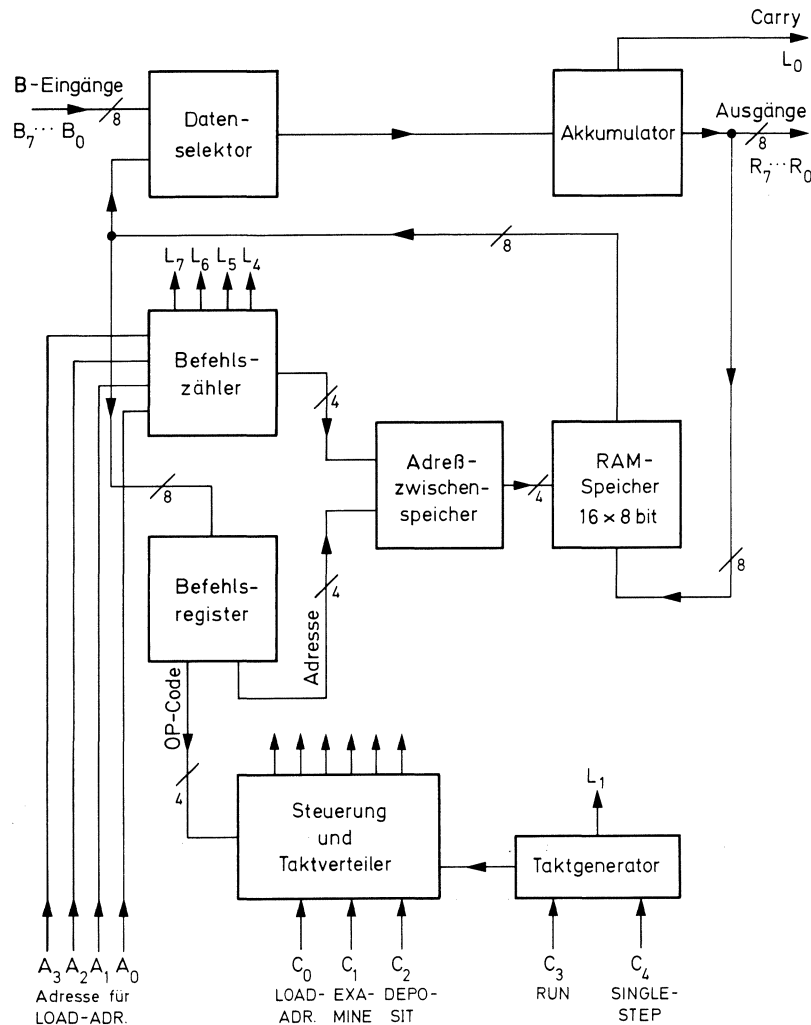 Carry
L₀
B-Eingänge
8
B₇ ··· B₀
Daten-
selektor
Akkumulator
Ausgänge
8
R₇ ··· R₀
8
L₇ L₆ L₅ L₄
Befehls-
zähler
4
Adreß-
zwischen-
speicher
4
RAM-
Speicher
16 × 8 bit
8
8
Befehls-
register
4
Adresse
OP-Code
4
Steuerung
und
Taktverteiler
L₁
Taktgenerator
A₃ A₂ A₁ A₀
Adresse für
LOAD-ADR.
C₀ C₁ C₂
LOAD- EXA- DEPO-
ADR. MINE SIT
C₃ C₄
RUN SINGLE-
STEP